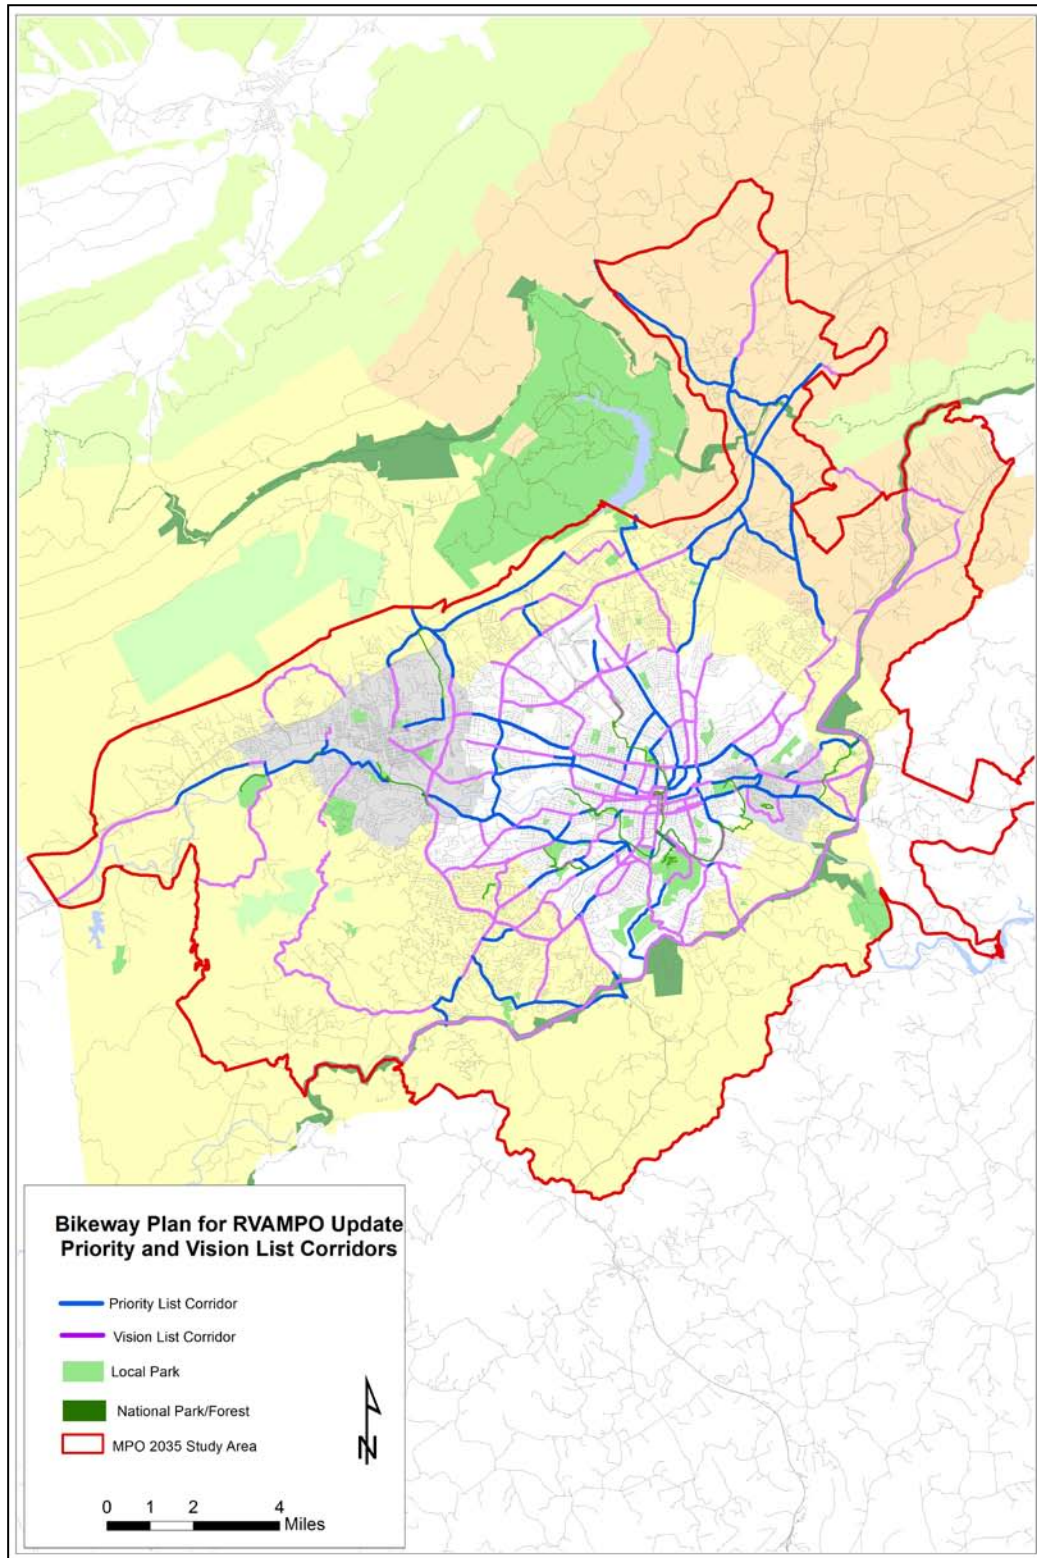 Bikeway Plan for RVAMPO Update
Priority and Vision List Corridors
Priority List Corridor
Vision List Corridor
Local Park
National Park/Forest
MPO 2035 Study Area
N
0 1 2 4
Miles